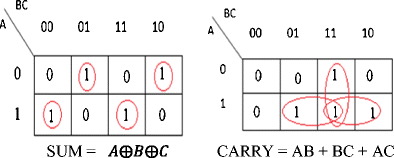 BC BC
A 00 01 11 10 A 00 01 11 10
0 0 1 0 1 0 0 0 1 0
1 1 0 1 0 1 0 1 1 1
SUM = A⊕B⊕C CARRY = AB + BC + AC